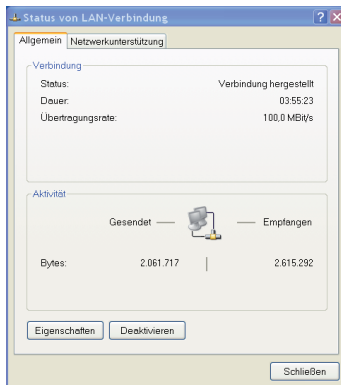 Status von LAN-Verbindung
Allgemein Netzwerkunterstützung
Verbindung
Status: Verbindung hergestellt
Dauer: 03:55:23
Übertragungsrate: 100,0 MBit/s
Aktivität
Gesendet Empfangen
Bytes: 2.061.717 2.615.292
Eigenschaften Deaktivieren
Schließen